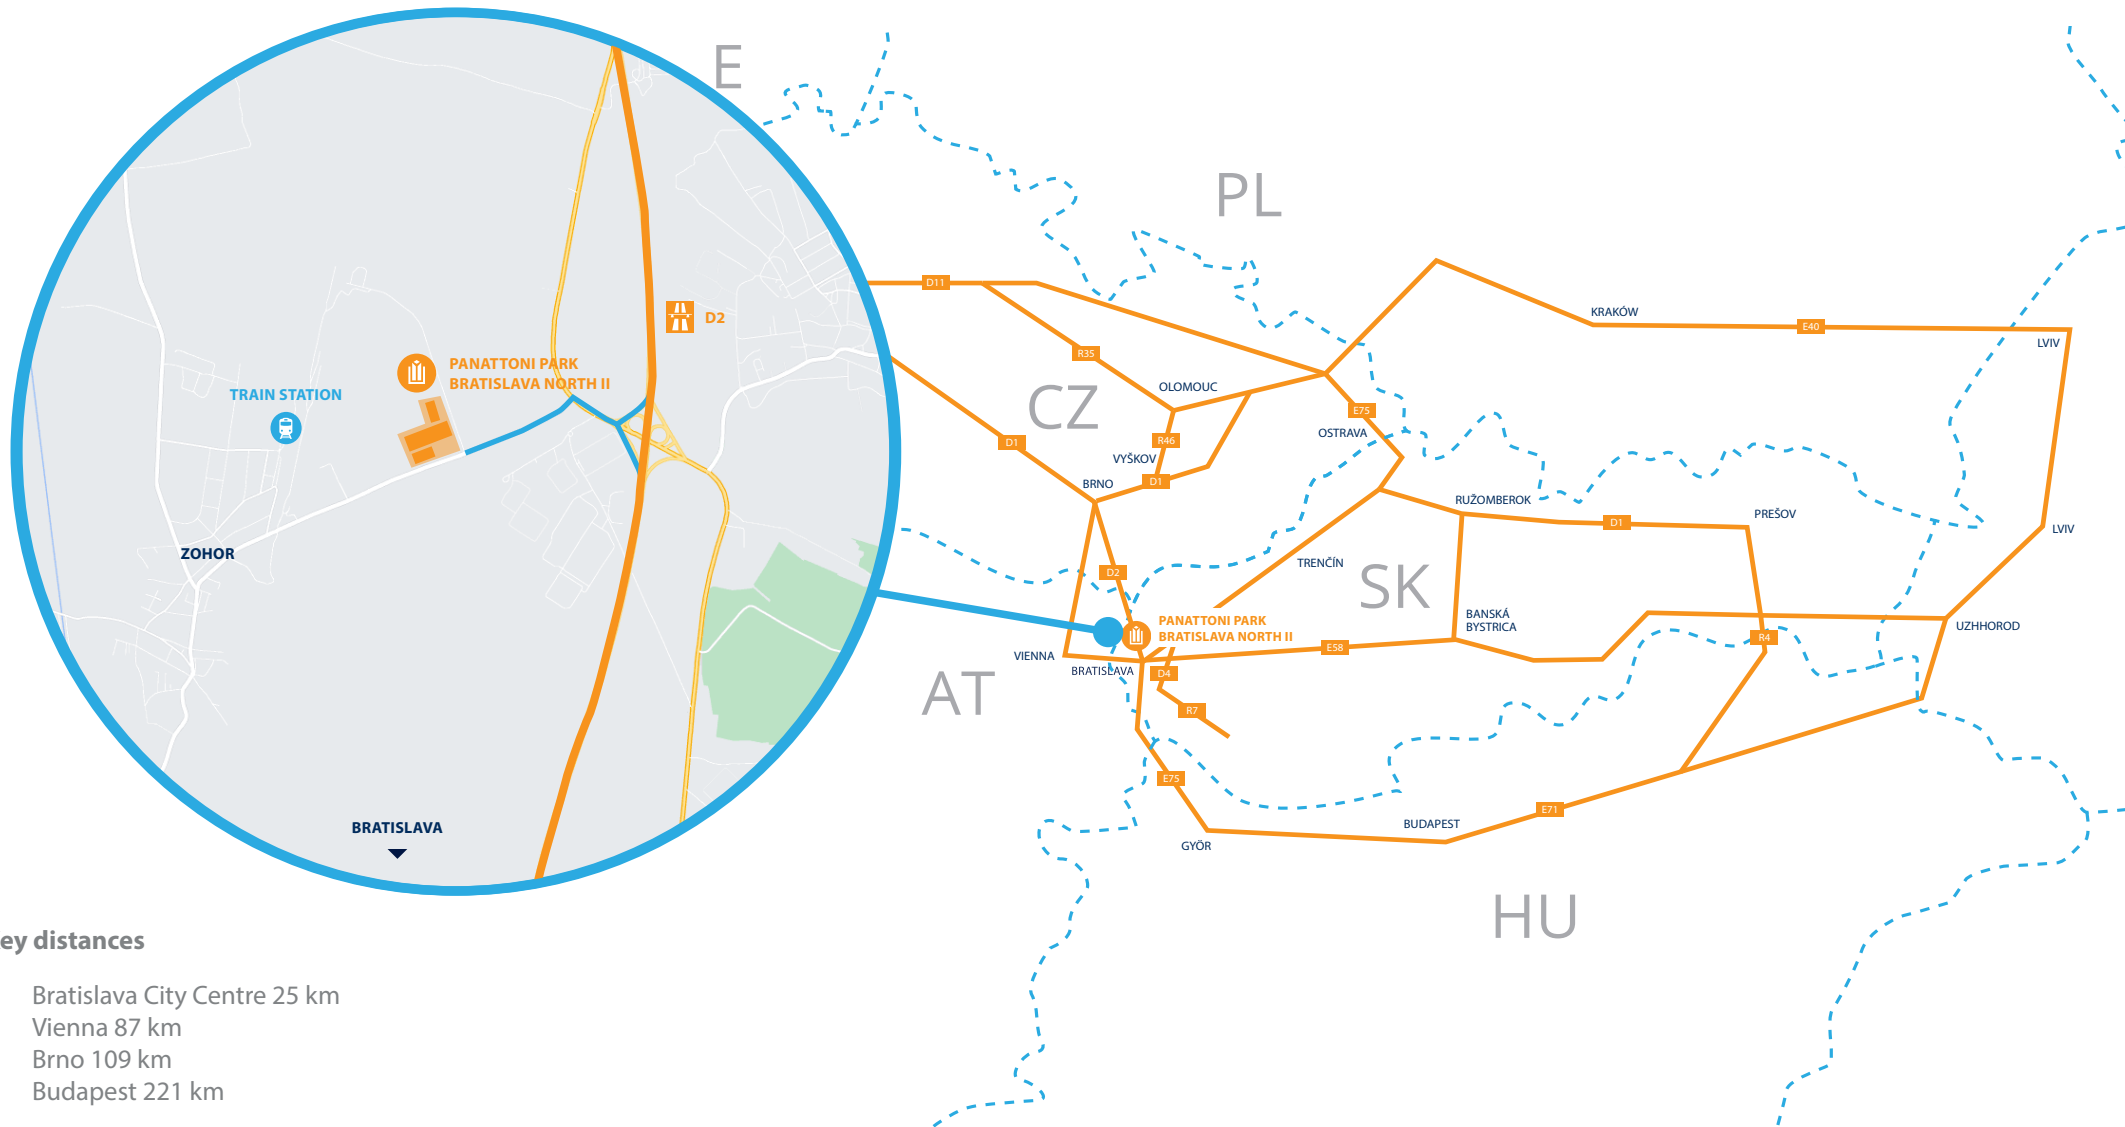 E
PL
D11
KRAKÓW
E40
LVIV
D2
R35
CZ
OLOMOUC
E75
OSTRAVA
PANATTONI PARK
BRATISLAVA NORTH II
TRAIN STATION
D1
R46
VYŠKOV
D1
BRNO
RUŽOMBEROK
D1
PREŠOV
LVIV
ZOHOR
D2
TRENČÍN
SK
PANATTONI PARK
BRATISLAVA NORTH II
BANSKÁ
BYSTRICA
UZHHOROD
R4
E58
VIENNA
BRATISLAVA
D4
AT
R7
E75
E71
BUDAPEST
GYÖR
BRATISLAVA
HU
ey distances
Bratislava City Centre 25 km
Vienna 87 km
Brno 109 km
Budapest 221 km